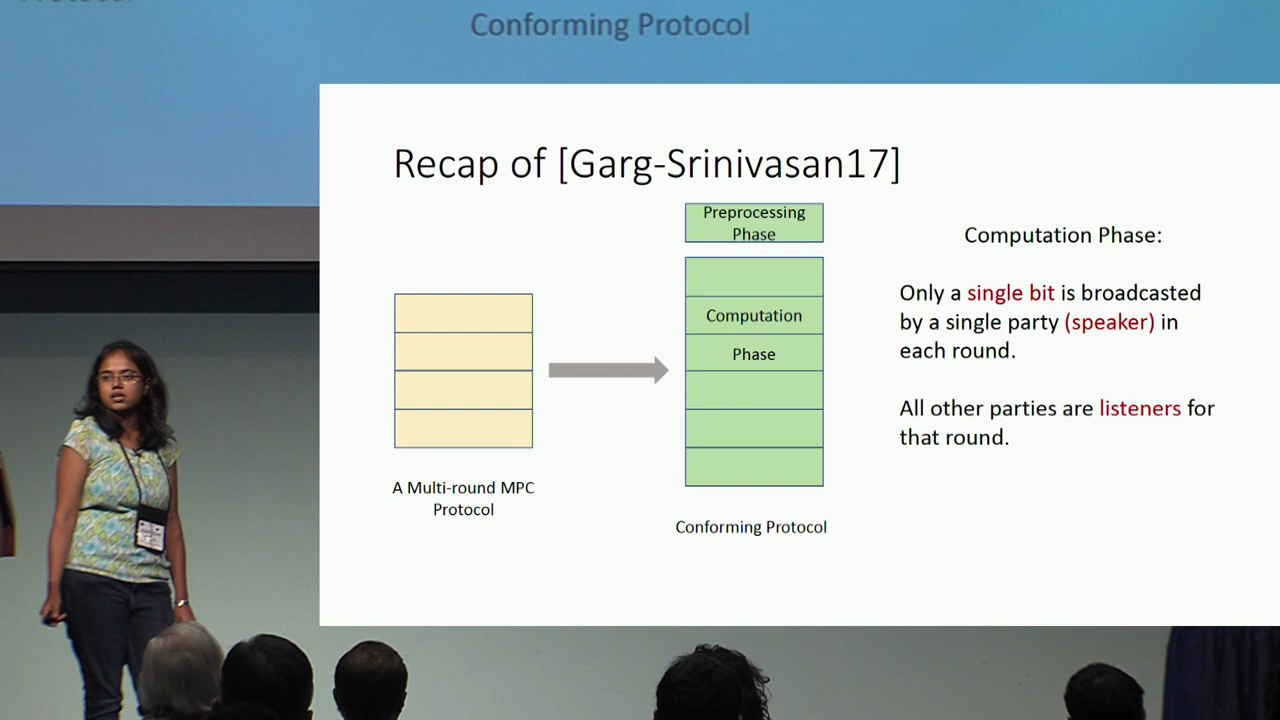 Conforming Protocol
Recap of [Garg-Srinivasan17]
Preprocessing
Phase
Computation
Phase
A Multi-round MPC
Protocol
Conforming Protocol
Computation Phase:
Only a single bit is broadcasted
by a single party (speaker) in
each round.
All other parties are listeners for
that round.